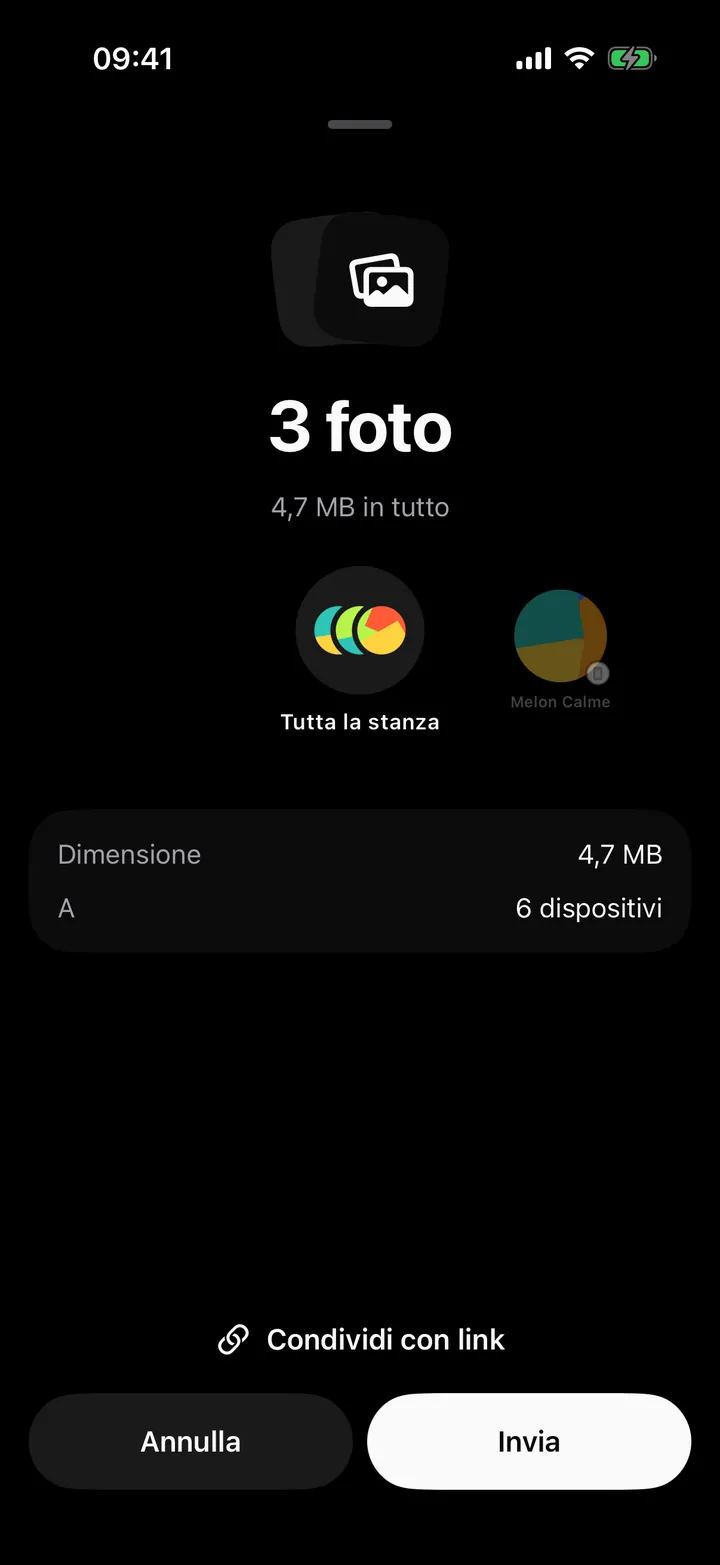 09:41
3 foto
4,7 MB in tutto
Tutta la stanza
Melon Calme
Dimensione 4,7 MB
A 6 dispositivi
Condividi con link
Annulla Invia